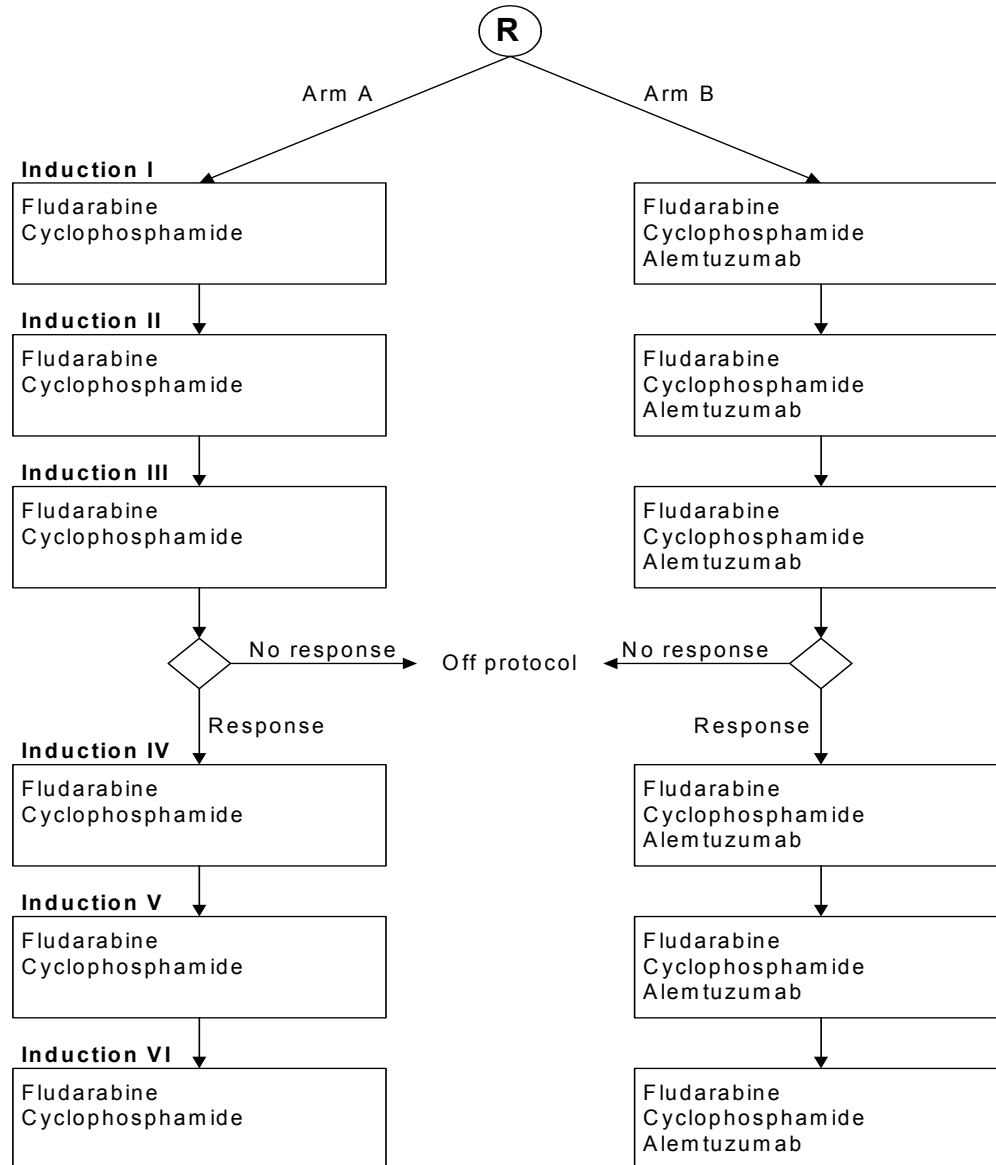 R
Arm A
Arm B
Induction I
Fludarabine
Cyclophosphamide
Fludarabine
Cyclophosphamide
Alemtuzumab
Induction II
Fludarabine
Cyclophosphamide
Fludarabine
Cyclophosphamide
Alemtuzumab
Induction III
Fludarabine
Cyclophosphamide
Fludarabine
Cyclophosphamide
Alemtuzumab
No response
Off protocol
No response
Response
Response
Induction IV
Fludarabine
Cyclophosphamide
Fludarabine
Cyclophosphamide
Alemtuzumab
Induction V
Fludarabine
Cyclophosphamide
Fludarabine
Cyclophosphamide
Alemtuzumab
Induction VI
Fludarabine
Cyclophosphamide
Fludarabine
Cyclophosphamide
Alemtuzumab